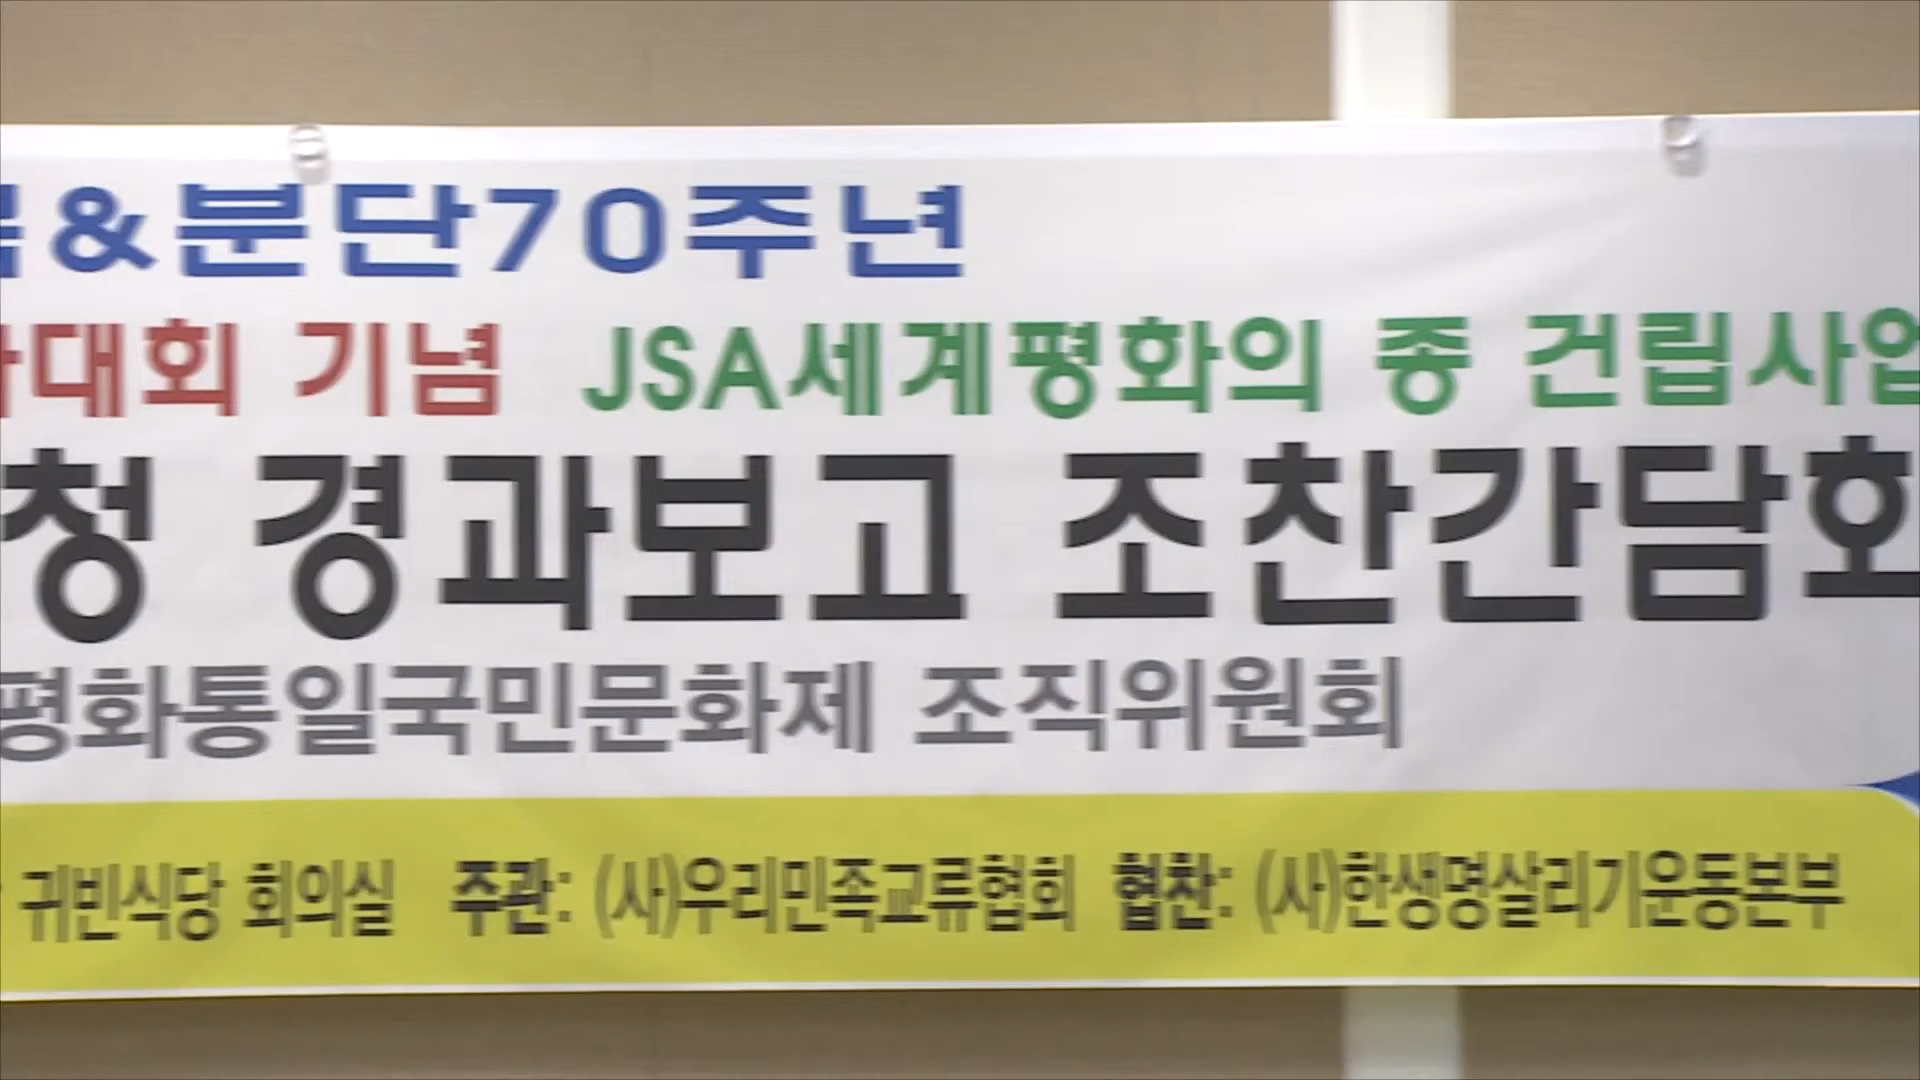 &분단70주년
대회 기념 JSA세계평화의 종 건립사업
청 경과보고 조찬간담회
평화통일국민문화제 조직위원회
귀빈식당 회의실 주관: (사)우리민족교류협회 협찬: (사)한생명살리기운동본부